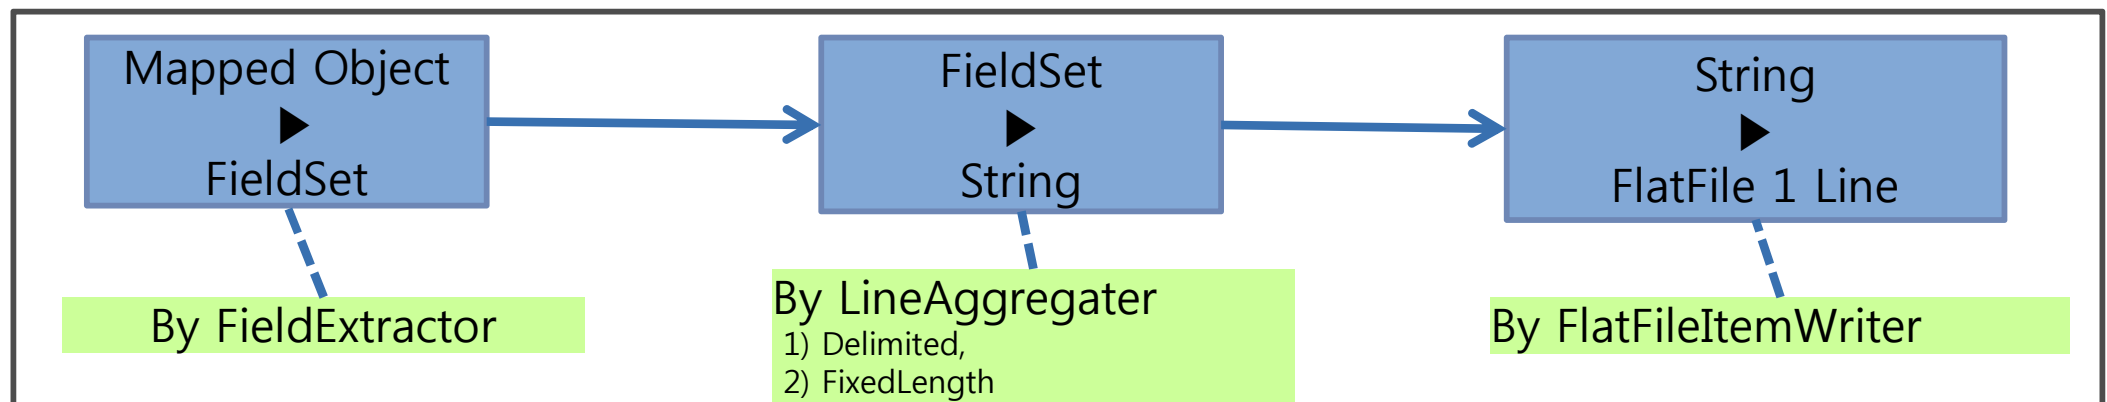 Mapped Object
▶
FieldSet
By FieldExtractor
FieldSet
▶
String
By LineAggregater
1) Delimited,
2) FixedLength
String
▶
FlatFile 1 Line
By FlatFileItemWriter